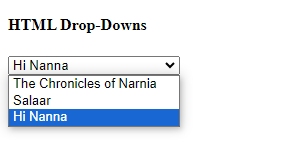 HTML Drop-Downs
Hi Nanna
The Chronicles of Narnia
Salaar
Hi Nanna